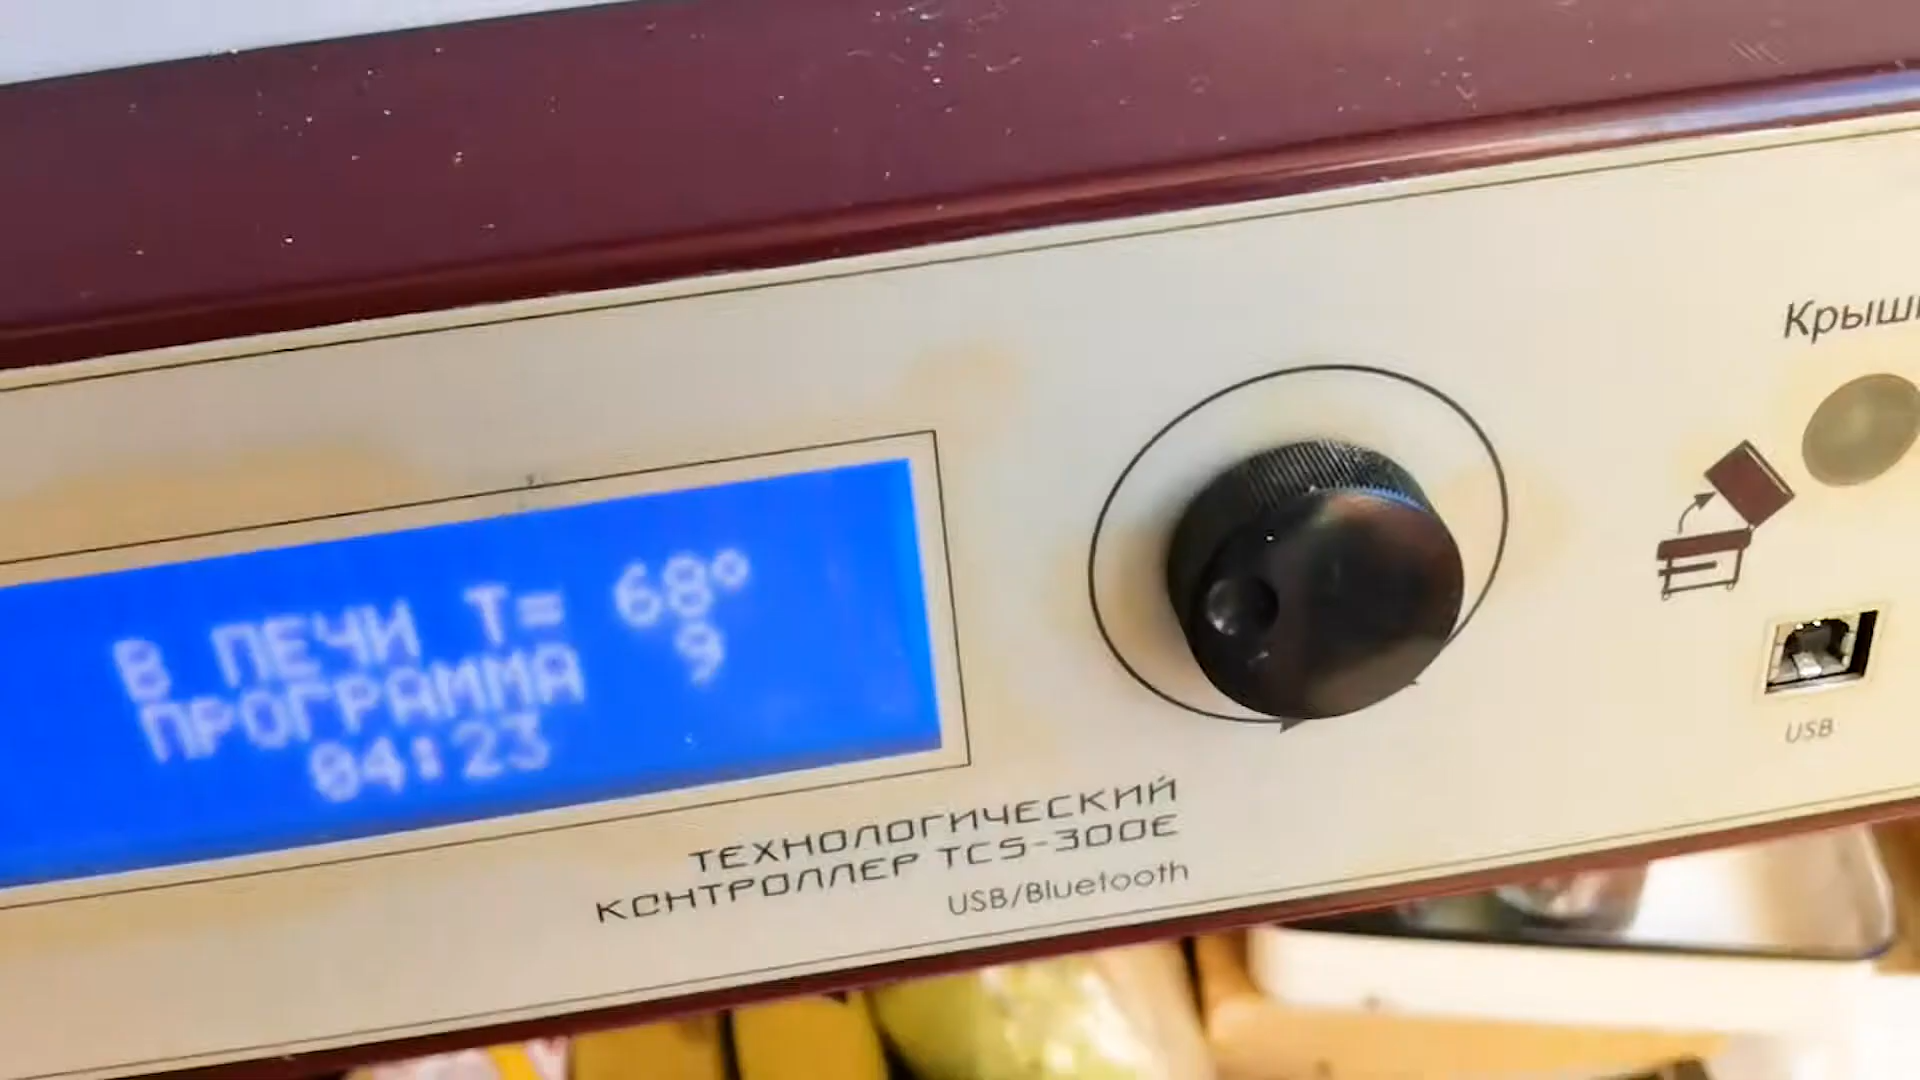 В ПЕЧИ Т= 68°
ПРОГРАММА 9
04:23
ТЕХНОЛОГИЧЕСКИЙ
КОНТРОЛЛЕР TCS-300E
USB/Bluetooth
Крыш
USB